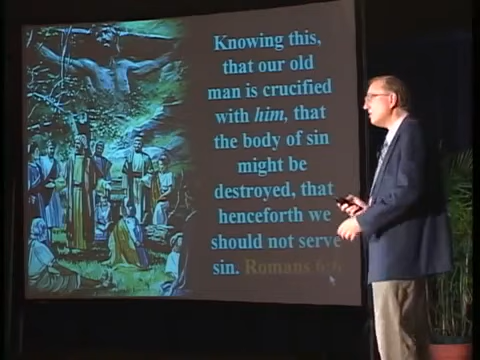 Knowing this,
that our old
man is crucified
with him, that
the body of sin
might be
destroyed, that
henceforth we
should not serve
sin. Romans 6:6